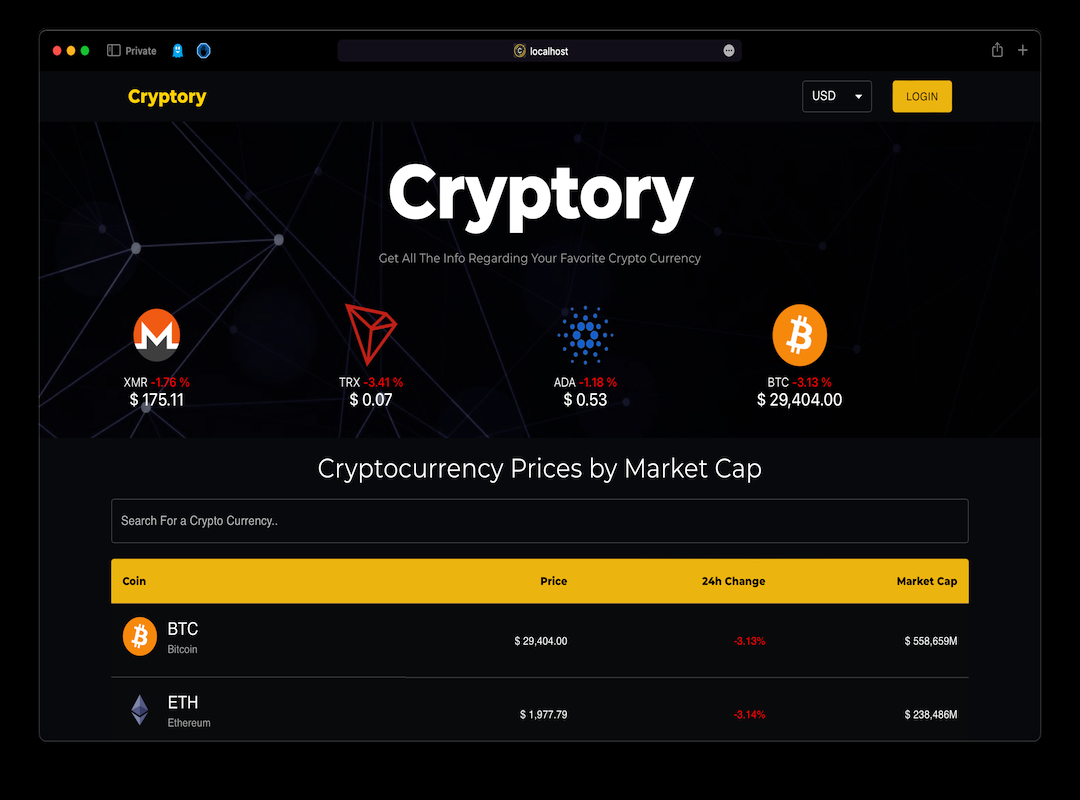 Private
localhost
Cryptory
USD
LOGIN
Cryptory
Get All The Info Regarding Your Favorite Crypto Currency
XMR -1.76 %
$ 175.11
TRX -3.41 %
$ 0.07
ADA -1.18 %
$ 0.53
BTC -3.13 %
$ 29,404.00
Cryptocurrency Prices by Market Cap
Search For a Crypto Currency..
Coin Price 24h Change Market Cap
BTC
Bitcoin
$ 29,404.00 -3.13% $ 558,659M
ETH
Ethereum
$ 1,977.79 -3.14% $ 238,486M